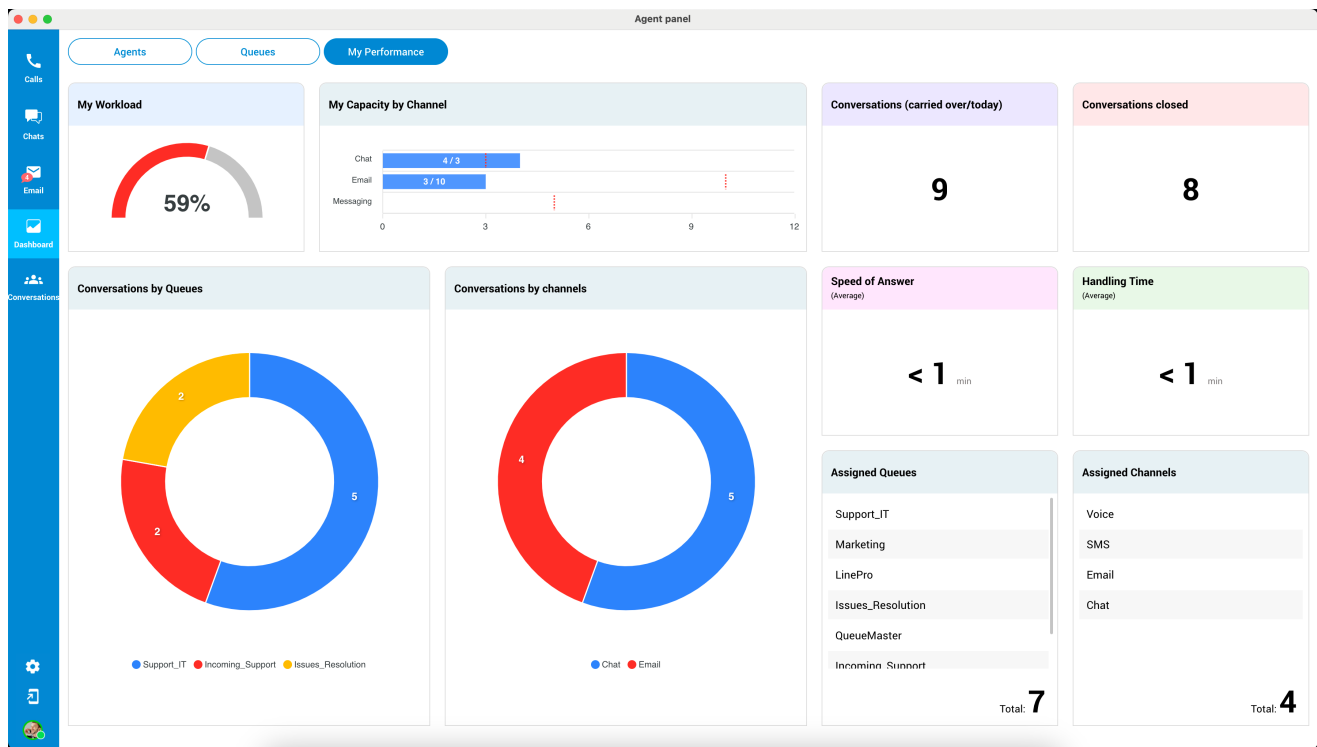 Agent panel
Calls
Chats
4
Email
Dashboard
Conversations
Agents
Queues
My Performance
My Workload
59%
My Capacity by Channel
Chat
4 / 3
Email
3 / 10
Messaging
0 3 6 9 12
Conversations (carried over/today)
9
Conversations closed
8
Conversations by Queues
2
5
2
Support_IT Incoming_Support Issues_Resolution
Conversations by channels
4
5
Chat Email
Speed of Answer
(Average)
< 1 min
Handling Time
(Average)
< 1 min
Assigned Queues
Support_IT
Marketing
LinePro
Issues_Resolution
QueueMaster
Incoming_Support
Total: 7
Assigned Channels
Voice
SMS
Email
Chat
Total: 4